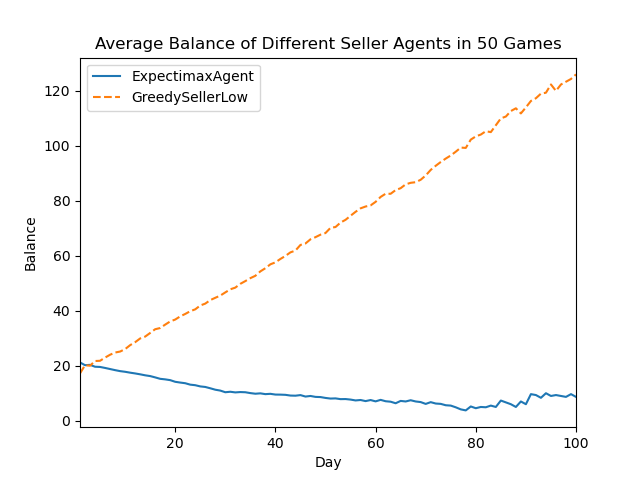 Average Balance of Different Seller Agents in 50 Games
ExpectimaxAgent
GreedySellerLow
120
100
80
60
40
20
0
Balance
20 40 60 80 100
Day